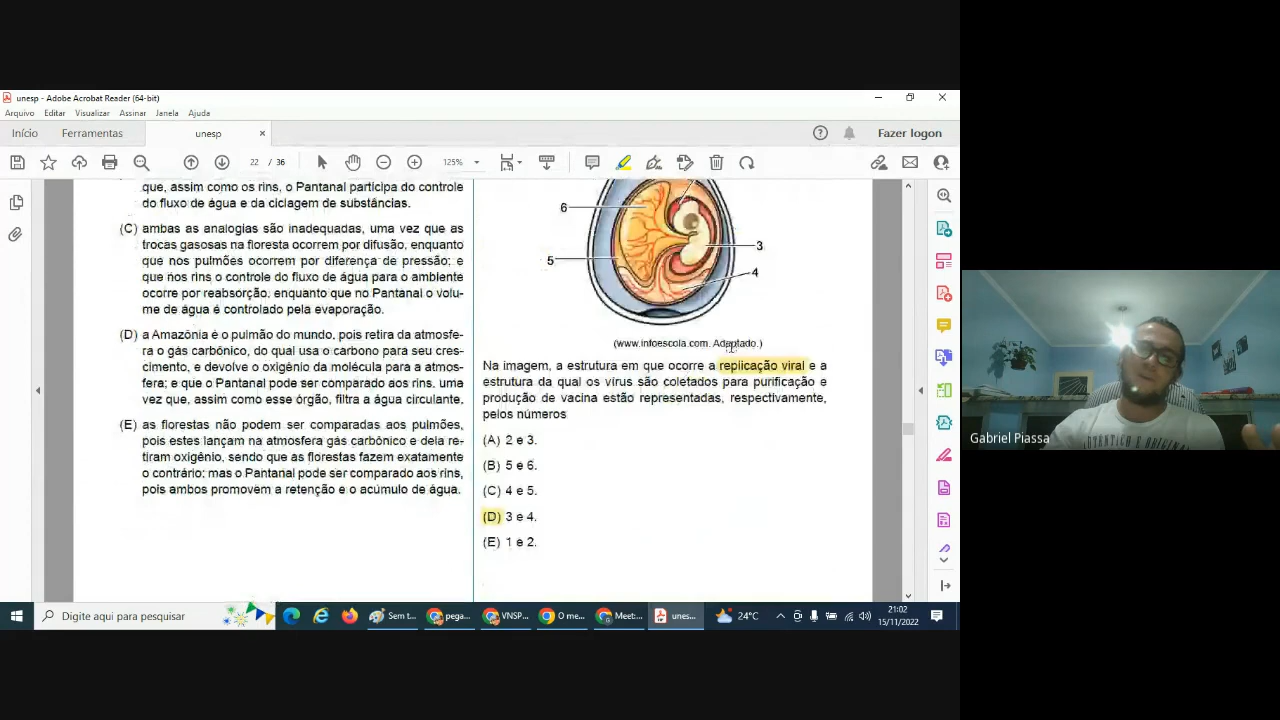 unesp - Adobe Acrobat Reader (64-bit)
Arquivo Editar Visualizar Assinar Janela Ajuda
Início Ferramentas unesp × Fazer logon
22 / 36 125%
que, assim como os rins, o Pantanal participa do controle
do fluxo de água e da ciclagem de substâncias.
(C) ambas as analogias são inadequadas, uma vez que as
trocas gasosas na floresta ocorrem por difusão, enquanto
que nos pulmões ocorrem por diferença de pressão; e
que nos rins o controle do fluxo de água para o ambiente
ocorre por reabsorção, enquanto que no Pantanal o volu-
me de água é controlado pela evaporação.
(D) a Amazônia é o pulmão do mundo, pois retira da atmosfe-
ra o gás carbônico, do qual usa o carbono para seu cres-
cimento, e devolve o oxigênio da molécula para a atmos-
fera; e que o Pantanal pode ser comparado aos rins, uma
vez que, assim como esse órgão, filtra a água circulante.
(E) as florestas não podem ser comparadas aos pulmões,
pois estes lançam na atmosfera gás carbônico e dela re-
tiram oxigênio, sendo que as florestas fazem exatamente
o contrário; mas o Pantanal pode ser comparado aos rins,
pois ambos promovem a retenção e o acúmulo de água.
6
3
5
4
(www.infoescola.com. Adaptado.)
Na imagem, a estrutura em que ocorre a replicação viral e a
estrutura da qual os vírus são coletados para purificação e
produção de vacina estão representadas, respectivamente,
pelos números
(A) 2 e 3.
(B) 5 e 6.
(C) 4 e 5.
(D) 3 e 4.
(E) 1 e 2.
Gabriel Piassa
AUTÊNTICA E ORIGINAL
Digite aqui para pesquisar
Sem t...
pega...
VNSP...
O me...
Meet:...
unes...
24°C
21:02
15/11/2022